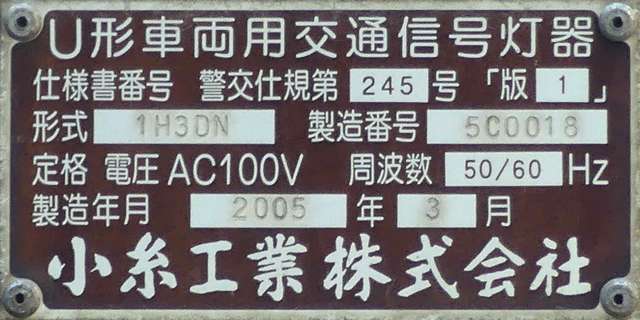 U形車両用交通信号灯器
仕様書番号 警交仕規第 245 号 「版 1 」
形式 1H3DN 製造番号 5C0018
定格 電圧 AC100V 周波数 50/60 Hz
製造年月 2005 年 3 月
小糸工業株式会社